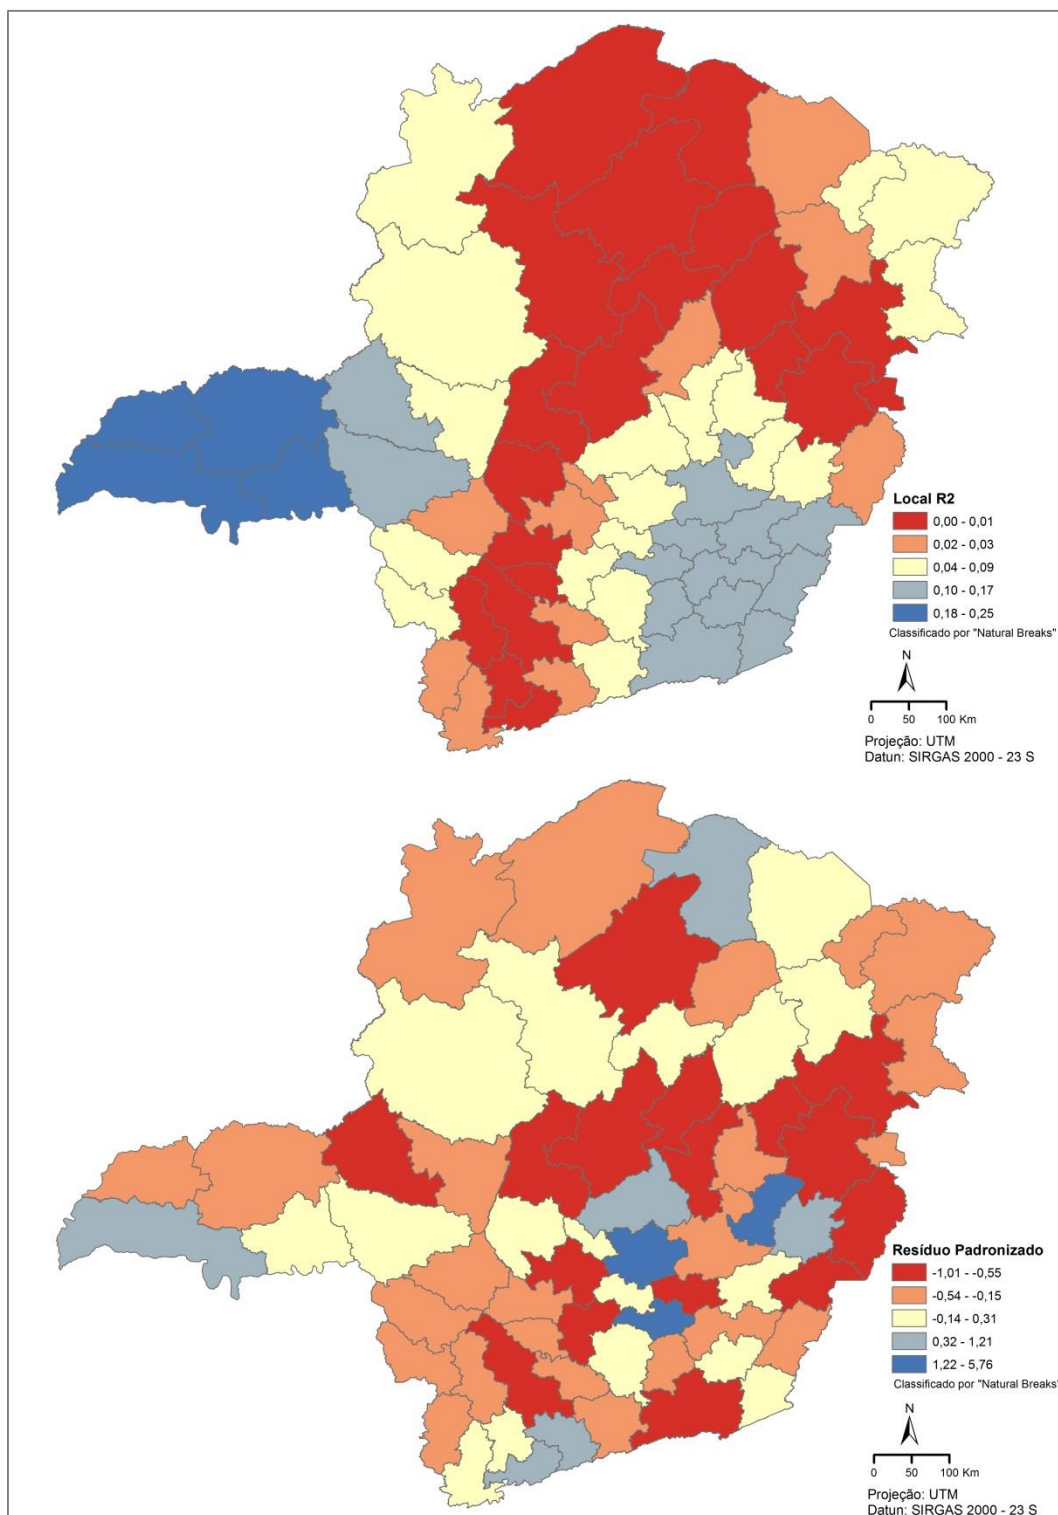 Local R2
0,00 - 0,01
0,02 - 0,03
0,04 - 0,09
0,10 - 0,17
0,18 - 0,25
Classificado por "Natural Breaks"
N
0 50 100 Km
Projeção: UTM
Datun: SIRGAS 2000 - 23 S
Resíduo Padronizado
-1,01 - -0,55
-0,54 - -0,15
-0,14 - 0,31
0,32 - 1,21
1,22 - 5,76
Classificado por "Natural Breaks"
N
0 50 100 Km
Projeção: UTM
Datun: SIRGAS 2000 - 23 S